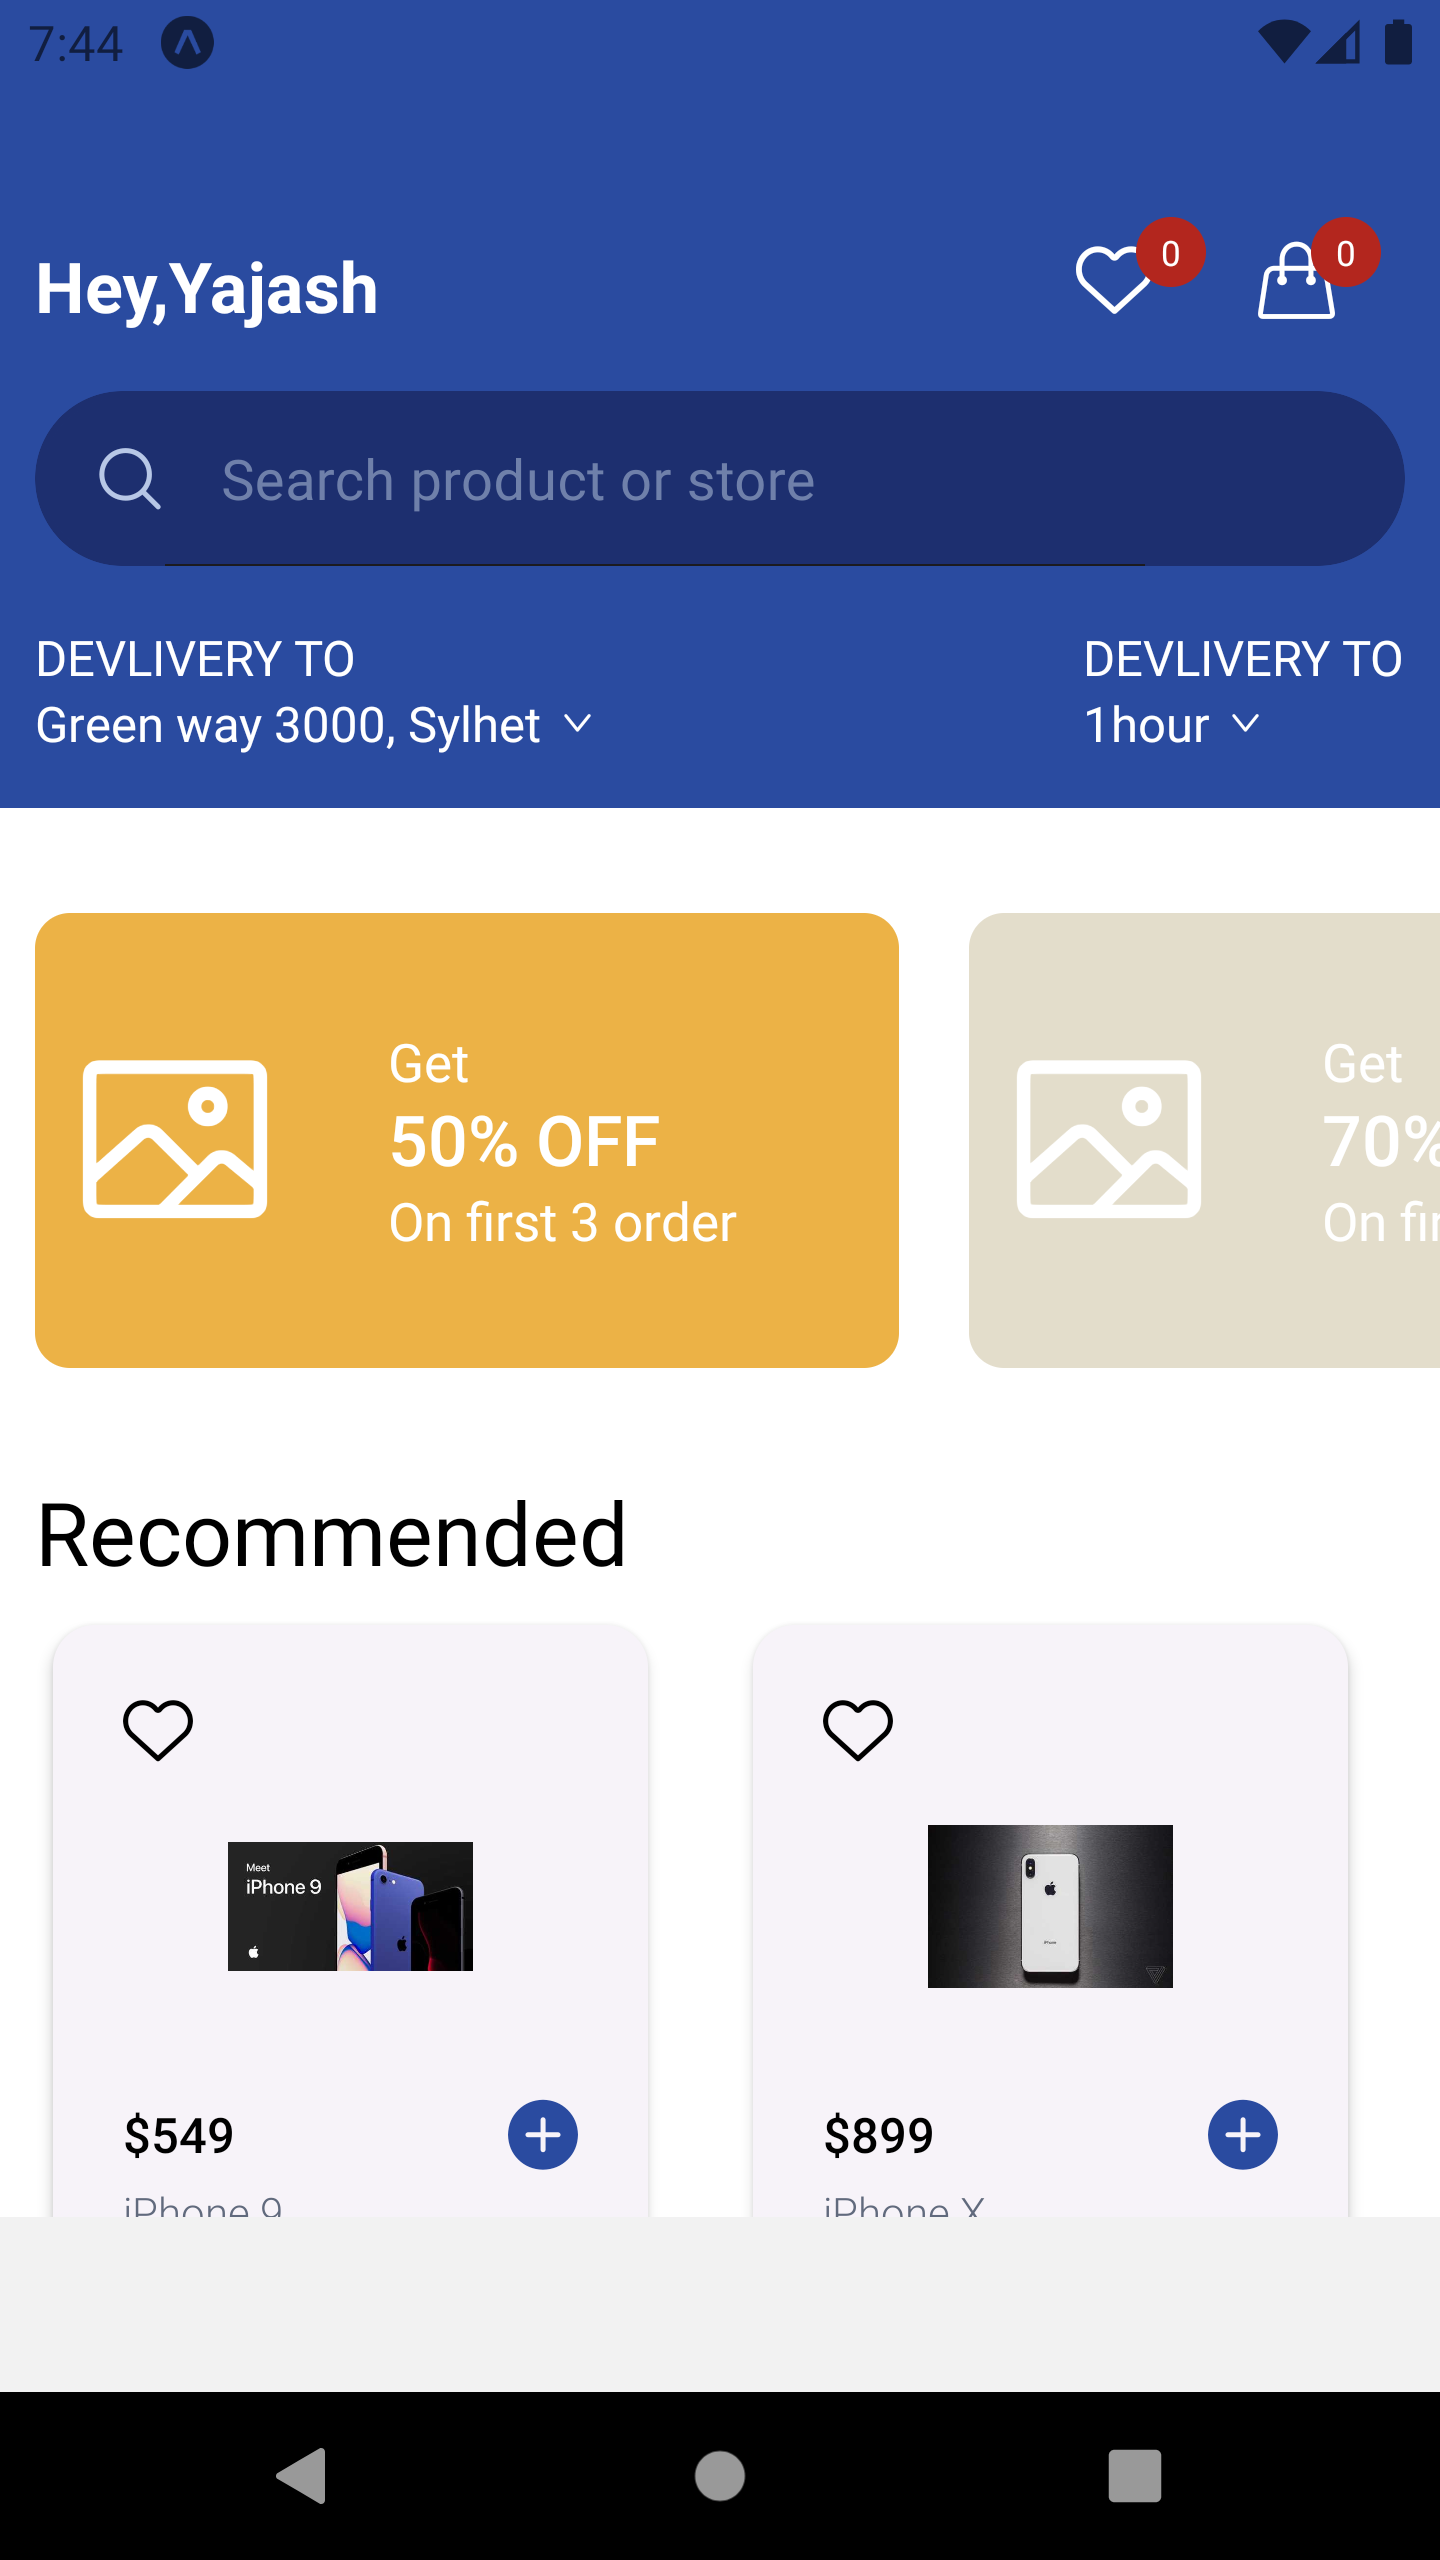 7:44
Hey,Yajash
0
0
Search product or store
DEVLIVERY TO
Green way 3000, Sylhet
DEVLIVERY TO
1hour
Get
50% OFF
On first 3 order
Get
70%
On fir
Recommended
Meet
iPhone 9
iPhone
$549
$899
iPhone 9
iPhone X